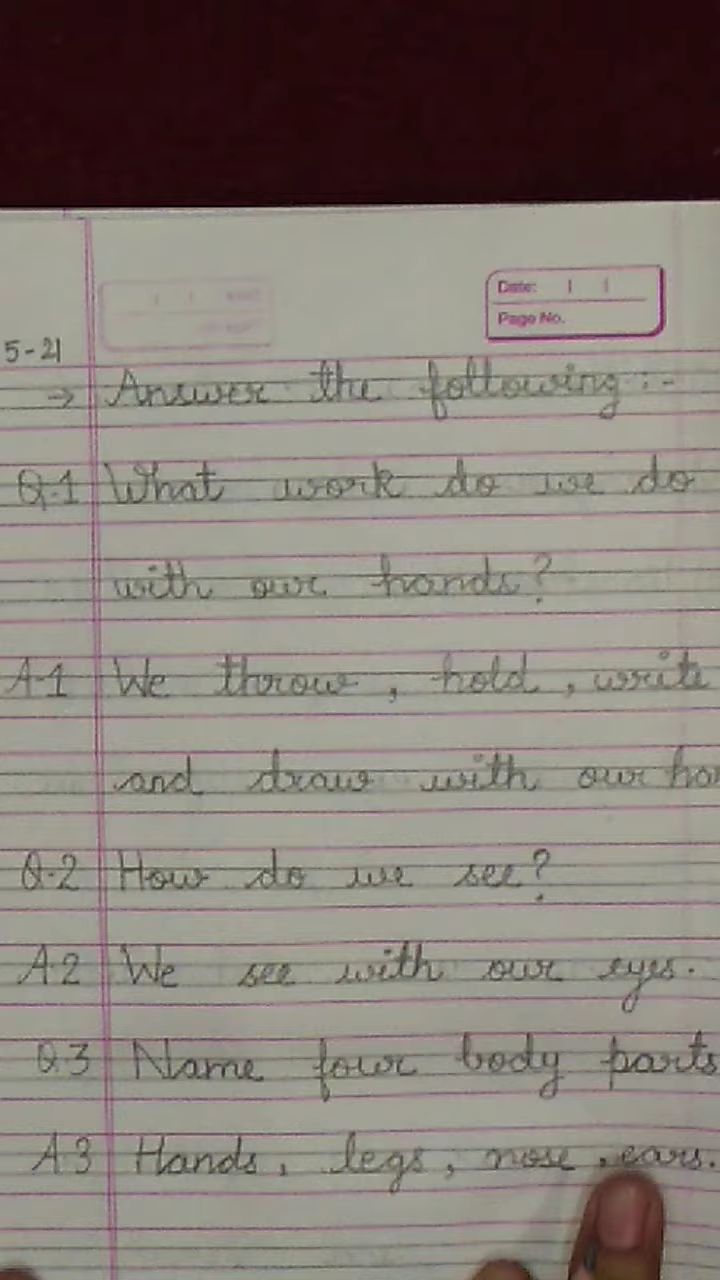 Date:
Page No.
5-21
→ Answer the following :-
Q.1 What work do we do
with our hands?
A-1 We throw, hold, write
and draw with our
Q.2 How do we see?
A.2 We see with our eyes.
Q.3 Name four body parts
A.3 Hands, legs, nose, ears.